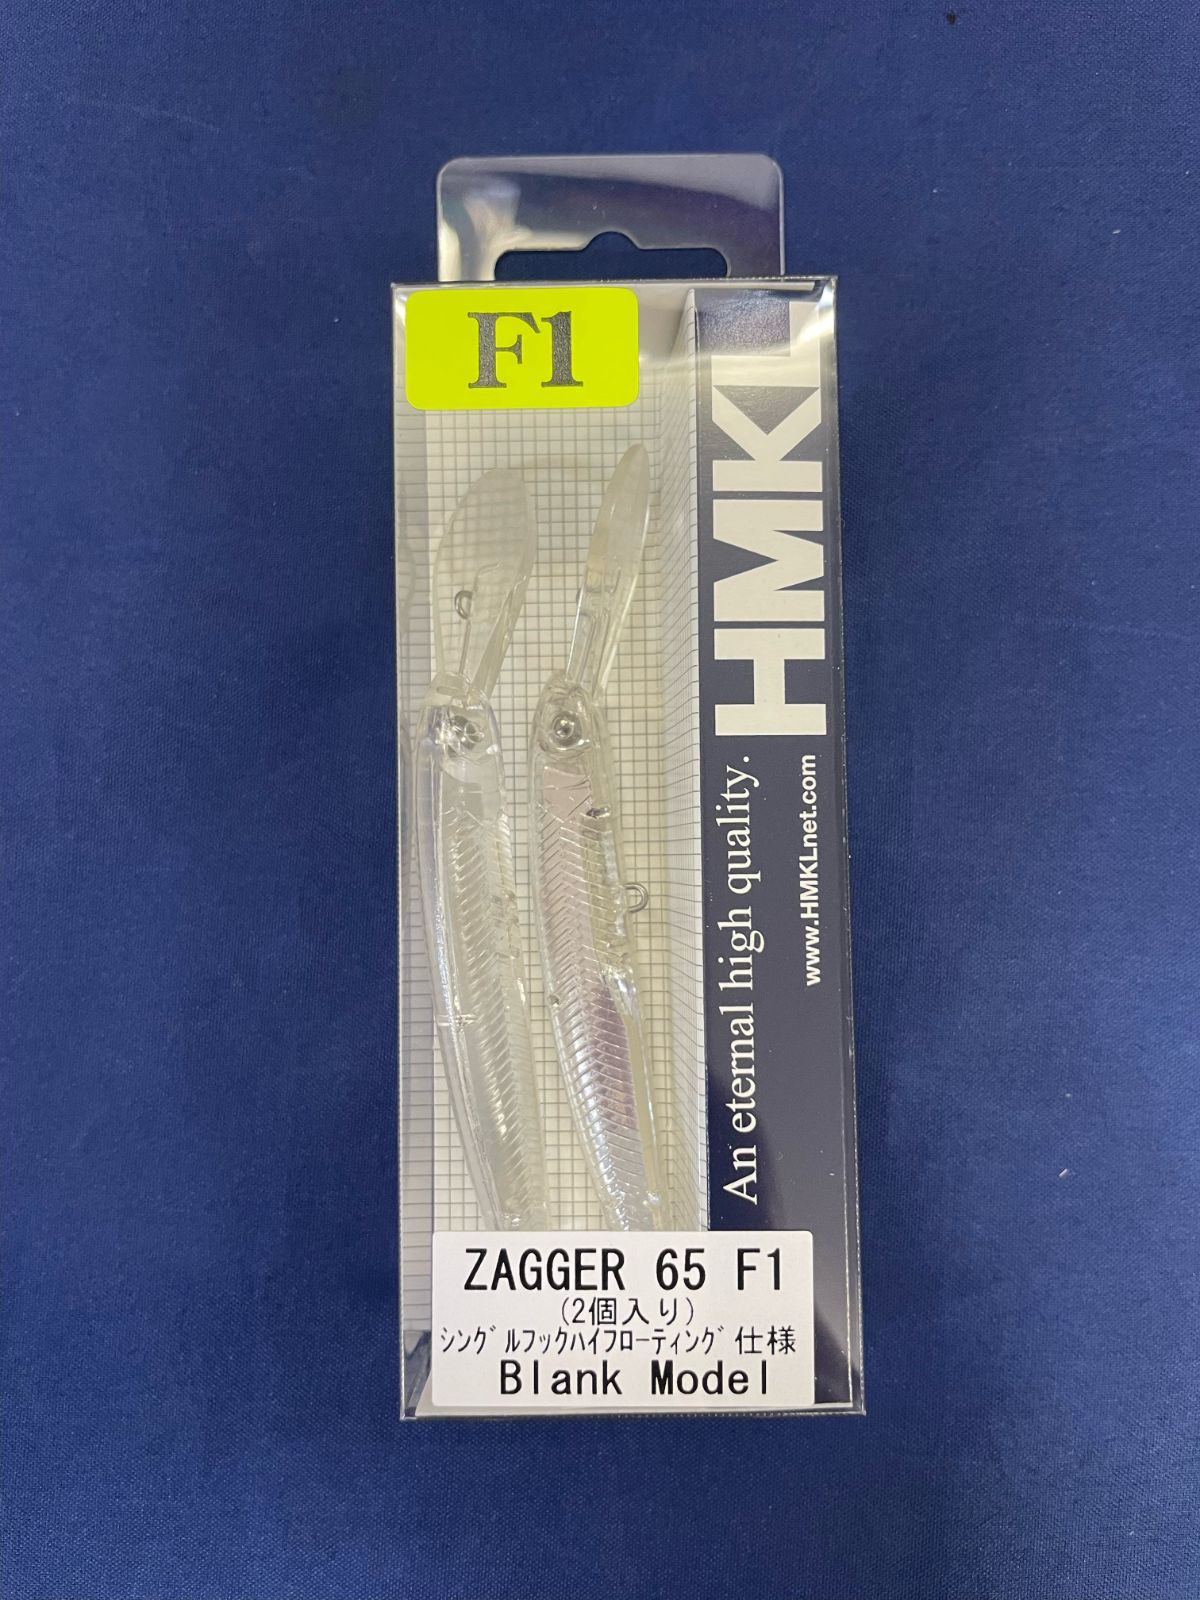 F1
HMKL
An eternal high quality.
www.HMKLnet.com
ZAGGER 65 F1
(2個入り)
ｼﾝｸﾞﾙﾌｯｸﾊｲﾌﾛｰﾃｨﾝｸﾞ仕様
Blank Model